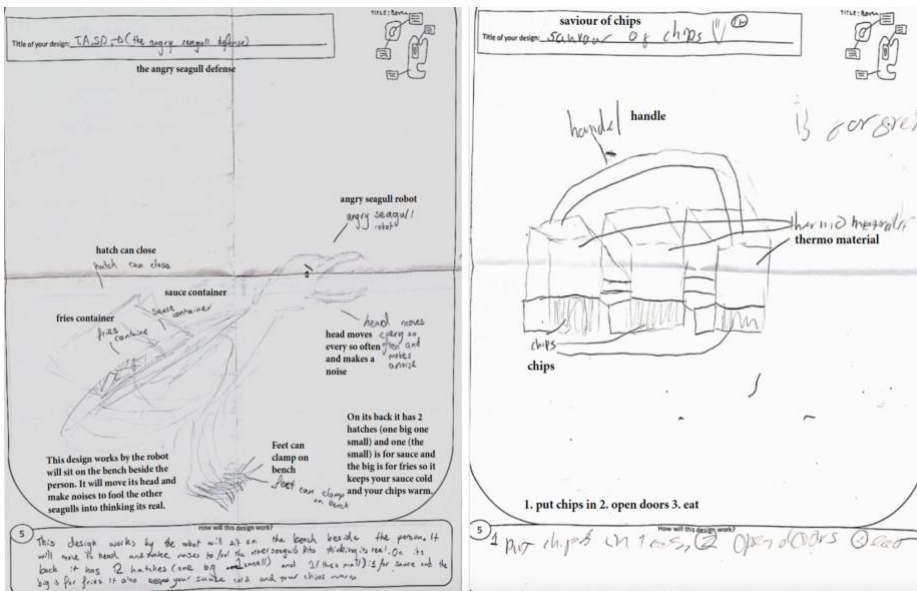 TITLE:
Title of your design: T.A.S.D.-D (the angry seagull defense)
the angry seagull defense
angry seagull robot
angry seagull
robot
hatch can close
hatch can close
sauce container
sauce
container
fries container
fries
head moves
every so often
and makes a
noise
head moves
every so
often and
makes
a noise
On its back it has 2
hatches (one big one
small) and one (the
small) is for sauce and
the big is for fries so it
keeps your sauce cold
and your chips warm.
Feet can
clamp on
bench
feet can clamp
on bench
This design works by the robot
will sit on the bench beside the
person. It will move its head and
make noises to fool the other
seagulls into thinking its real.
5
How will this design work?
This design works by the robot will sit on the bench beside the person. It
will move its head and make noises to fool the other seagulls into thinking its real. On its
back it has 2 hatches (one big one small) and 1 (the small) is for sauce and the
big is for fries it also keeps your sauce cold and your chips warm
TITLE:
saviour of chips
Title of your design: saviour of chips
handel
handle
thermo material
thermo material
chips
chips
1. put chips in 2. open doors 3. eat
5
How will this design work?
1 put chips in 2 open doors 3 eat